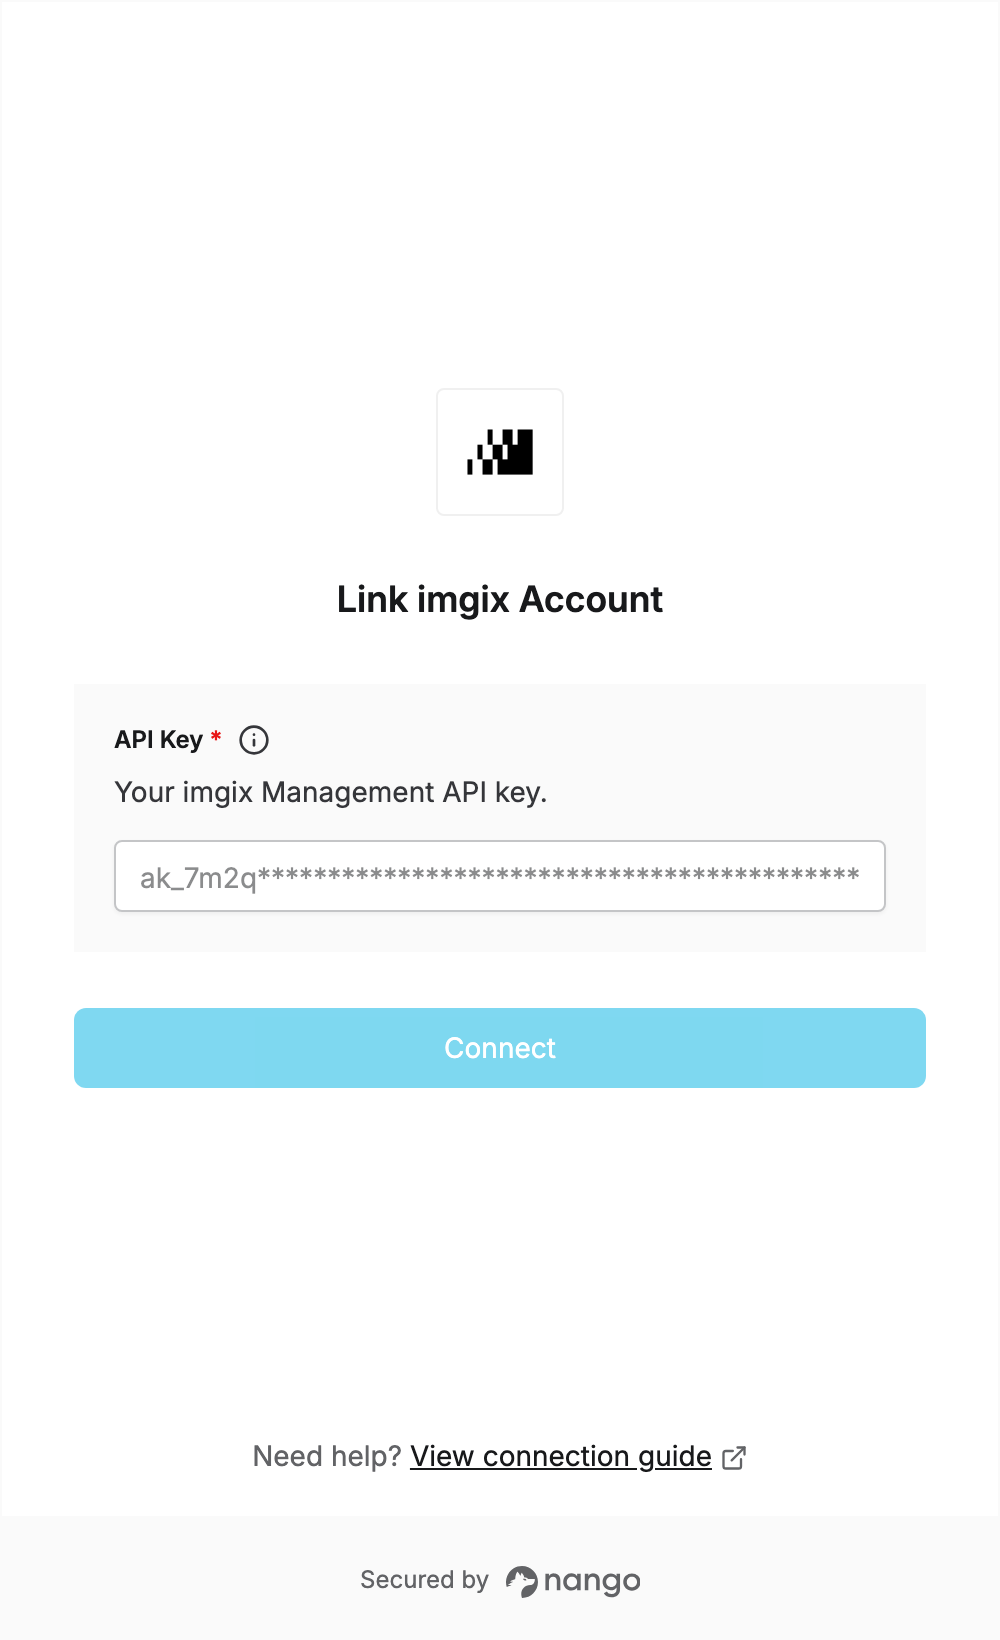 Link imgix Account
API Key *
Your imgix Management API key.
ak_7m2q*******************************************
Connect
Need help? View connection guide
Secured by nango